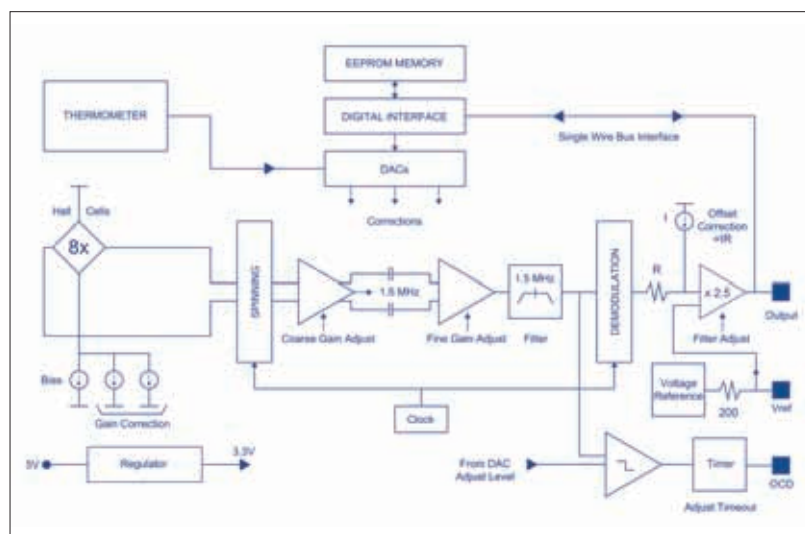 EEPROM MEMORY
THERMOMETER
DIGITAL INTERFACE
Single Wire Bus Interface
DACs
Corrections
Hall Cells
8x
I
Offset
Correction
=IR
SPINNING
1.5 MHz
1.5 MHz
DEMODULATION
R
x 2.5
Output
Coarse Gain Adjust
Fine Gain Adjust
Filter
Filter Adjust
Bias
Gain Correction
Clock
Voltage
Reference
200
Vref
5V
Regulator
3.3V
From DAC
Adjust Level
Timer
OCD
Adjust Timeout